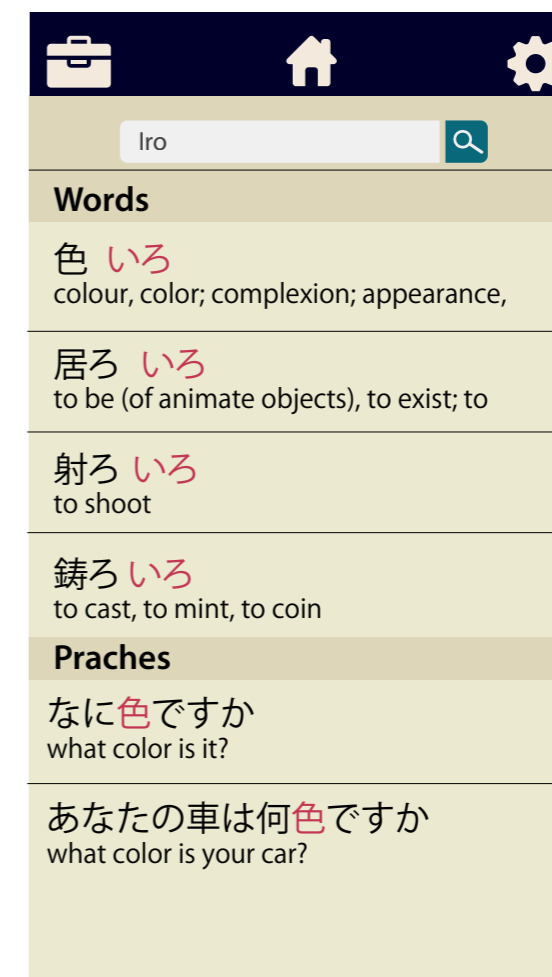 Iro
Words
色 いろ
colour, color; complexion; appearance,
居ろ いろ
to be (of animate objects), to exist; to
射ろ いろ
to shoot
鋳ろ いろ
to cast, to mint, to coin
Praches
なに色ですか
what color is it?
あなたの車は何色ですか
what color is your car?